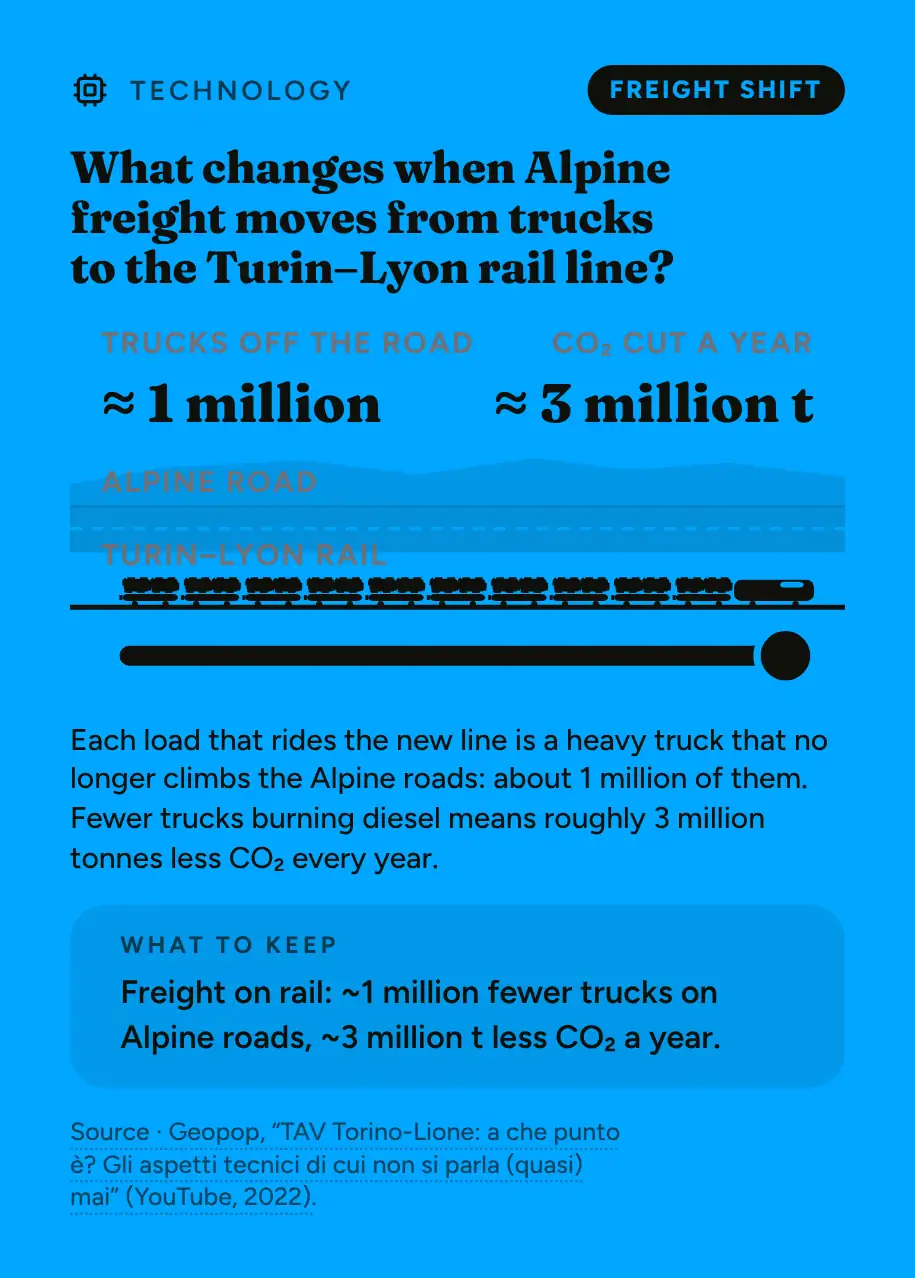 TECHNOLOGY
FREIGHT SHIFT
What changes when Alpine
freight moves from trucks
to the Turin–Lyon rail line?
TRUCKS OFF THE ROAD
CO₂ CUT A YEAR
≈ 1 million
≈ 3 million t
ALPINE ROAD
TURIN–LYON RAIL
Each load that rides the new line is a heavy truck that no
longer climbs the Alpine roads: about 1 million of them.
Fewer trucks burning diesel means roughly 3 million
tonnes less CO₂ every year.
WHAT TO KEEP
Freight on rail: ~1 million fewer trucks on
Alpine roads, ~3 million t less CO₂ a year.
Source · Geopop, “TAV Torino-Lione: a che punto
è? Gli aspetti tecnici di cui non si parla (quasi)
mai” (YouTube, 2022).